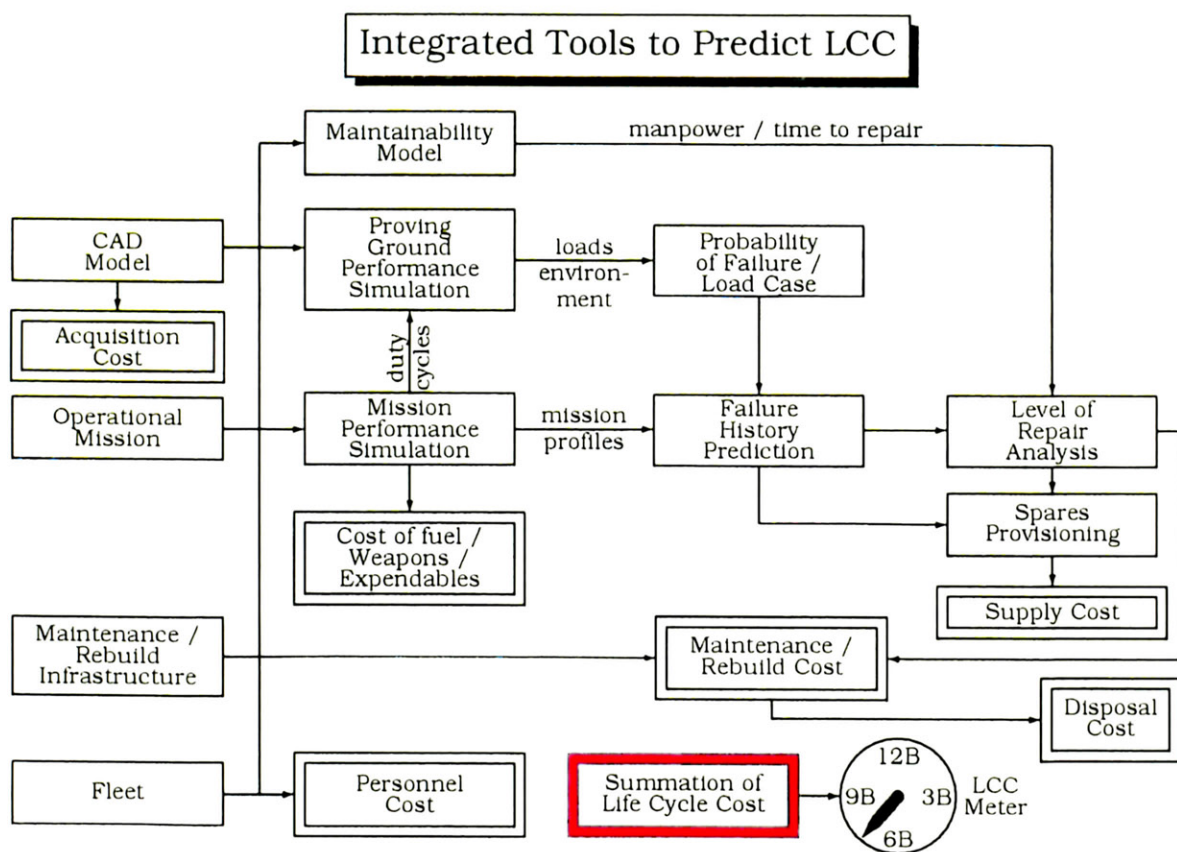 Integrated Tools to Predict LCC
Maintainability
Model
manpower / time to repair
CAD
Model
Proving
Ground
Performance
Simulation
loads
environ-
ment
Probability
of Failure /
Load Case
Acquisition
Cost
duty
cycles
Operational
Mission
Mission
Performance
Simulation
mission
profiles
Failure
History
Prediction
Level of
Repair
Analysis
Cost of fuel /
Weapons /
Expendables
Spares
Provisioning
Supply Cost
Maintenance /
Rebuild
Infrastructure
Maintenance /
Rebuild Cost
Disposal
Cost
Fleet
Personnel
Cost
Summation of
Life Cycle Cost
12B
9B
3B
6B
LCC
Meter